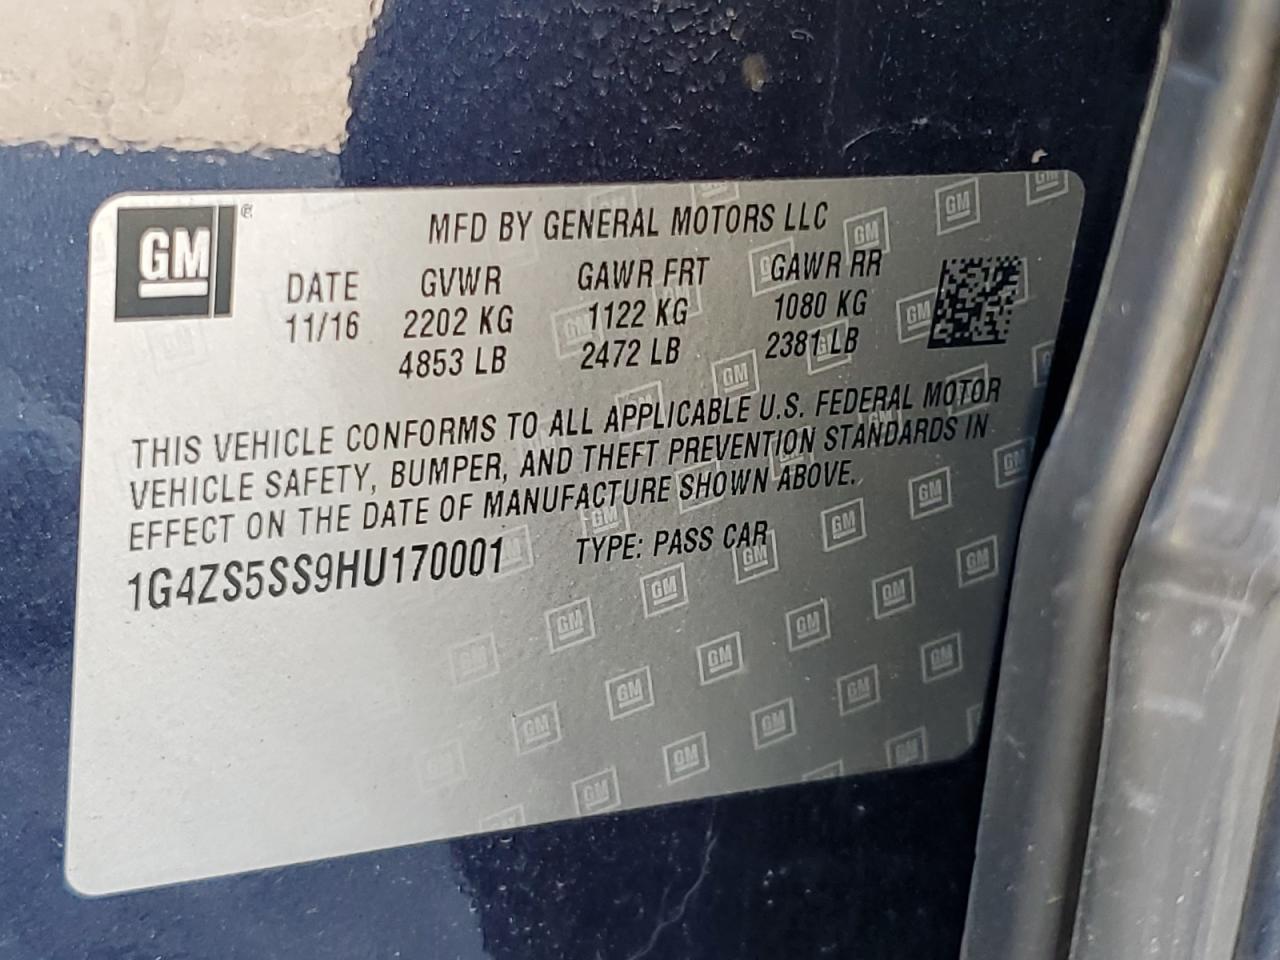 GM ®
MFD BY GENERAL MOTORS LLC
DATE GVWR GAWR FRT GAWR RR
11/16 2202 KG 1122 KG 1080 KG
4853 LB 2472 LB 2381 LB
THIS VEHICLE CONFORMS TO ALL APPLICABLE U.S. FEDERAL MOTOR
VEHICLE SAFETY, BUMPER, AND THEFT PREVENTION STANDARDS IN
EFFECT ON THE DATE OF MANUFACTURE SHOWN ABOVE.
1G4ZS5SS9HU170001 TYPE: PASS CAR